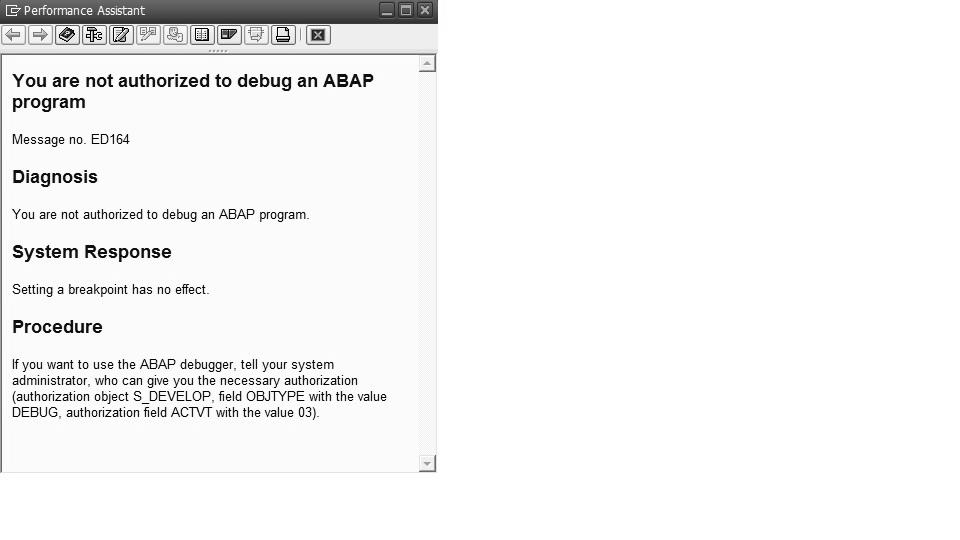 Performance Assistant
You are not authorized to debug an ABAP
program
Message no. ED164
Diagnosis
You are not authorized to debug an ABAP program.
System Response
Setting a breakpoint has no effect.
Procedure
If you want to use the ABAP debugger, tell your system
administrator, who can give you the necessary authorization
(authorization object S_DEVELOP, field OBJTYPE with the value
DEBUG, authorization field ACTVT with the value 03).